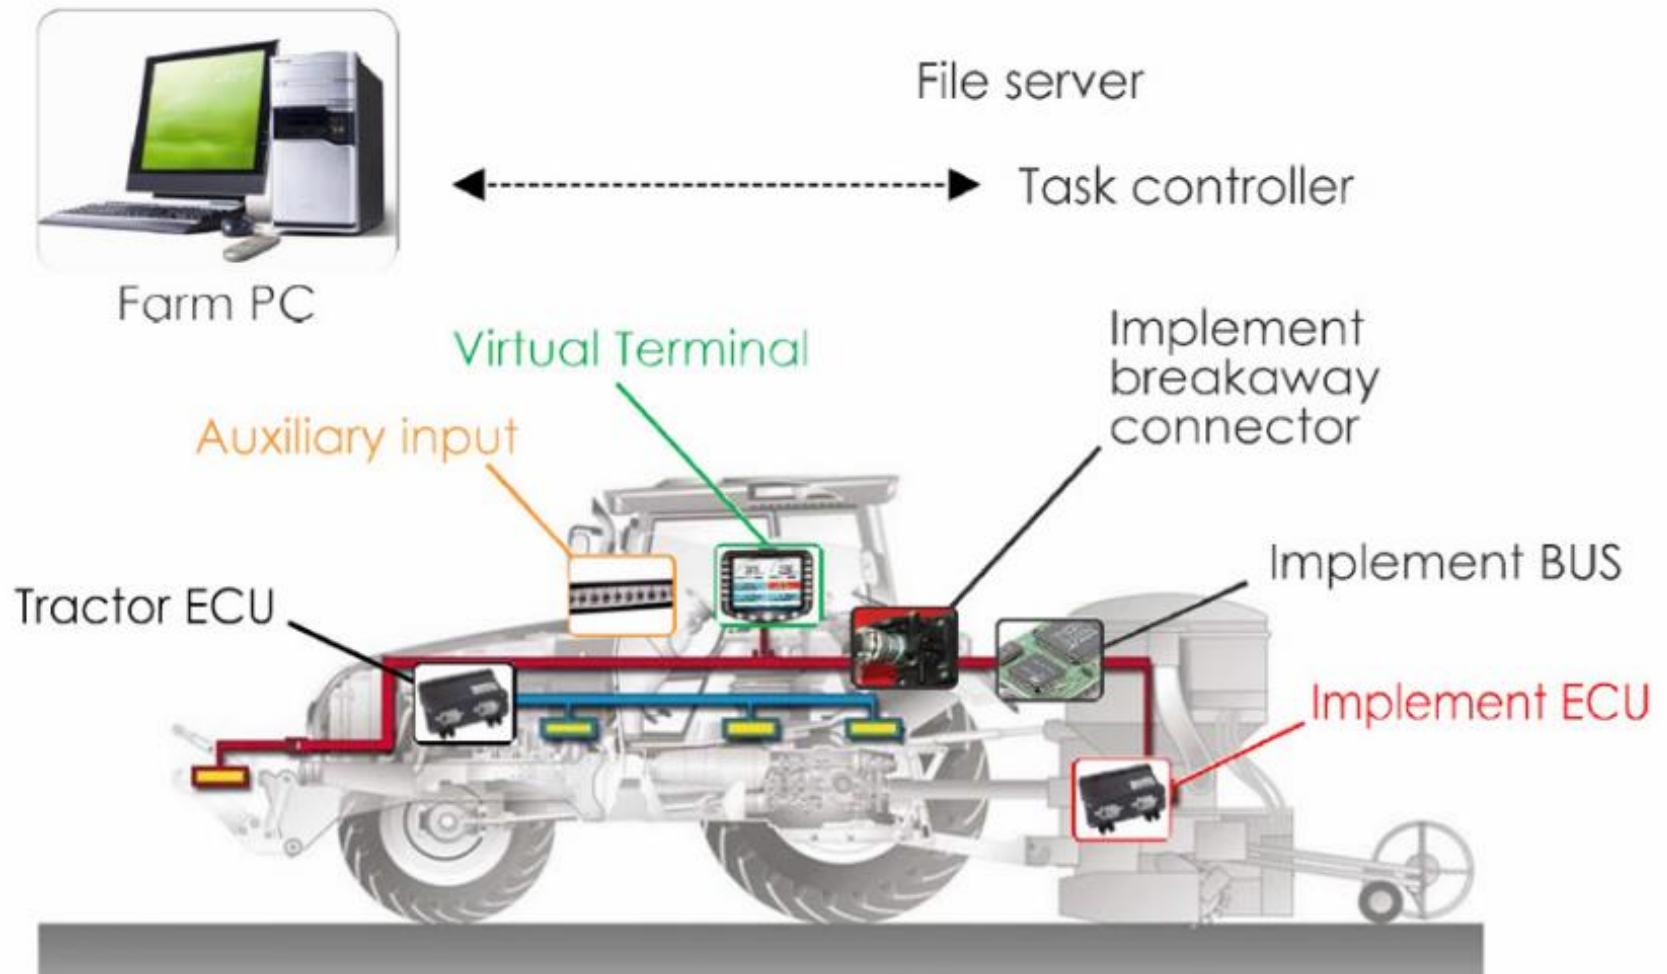 File server
Task controller
Farm PC
Virtual Terminal
Implement
breakaway
connector
Auxiliary input
Implement BUS
Tractor ECU
Implement ECU